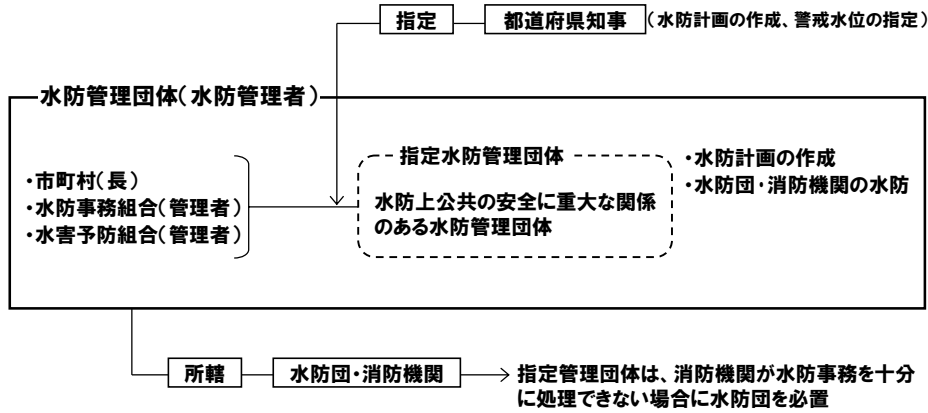 指定
都道府県知事
(水防計画の作成、警戒水位の指定)
水防管理団体(水防管理者)
・市町村(長)
・水防事務組合(管理者)
・水害予防組合(管理者)
指定水防管理団体
水防上公共の安全に重大な関係
のある水防管理団体
・水防計画の作成
・水防団・消防機関の水防
所轄
水防団・消防機関
指定管理団体は、消防機関が水防事務を十分
に処理できない場合に水防団を必置